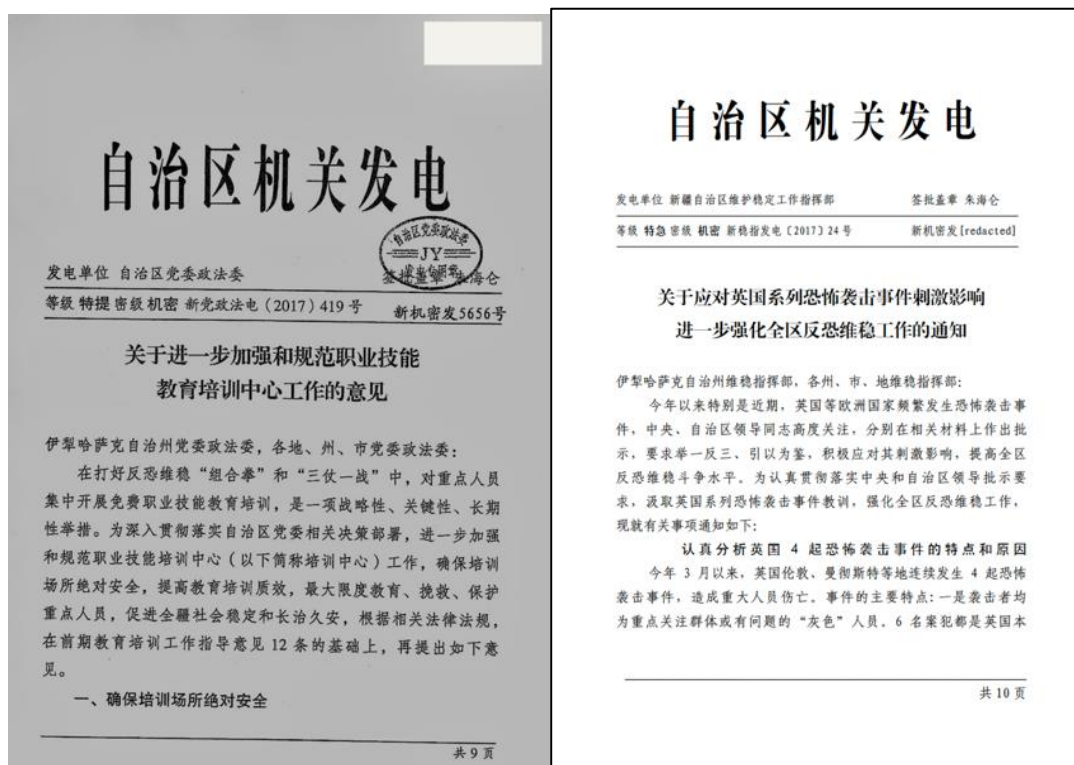 自治区机关发电
自治区党委政法委
JY
发电专用章
发电单位 自治区党委政法委
签批盖章 朱海仑
等级 特提 密级 机密 新党政法电（2017）419 号
新机密发5656号
关于进一步加强和规范职业技能
教育培训中心工作的意见
伊犁哈萨克自治州党委政法委，各地、州、市党委政法委：
在打好反恐维稳“组合拳”和“三仗一战”中，对重点人员
集中开展免费职业技能教育培训，是一项战略性、关键性、长期
性举措。为深入贯彻落实自治区党委相关决策部署，进一步加强
和规范职业技能培训中心（以下简称培训中心）工作，确保培训
场所绝对安全，提高教育培训质效，最大限度教育、挽救、保护
重点人员，促进全疆社会稳定和长治久安，根据相关法律法规，
在前期教育培训工作指导意见 12 条的基础上，再提出如下意
见。
一、确保培训场所绝对安全
共 9 页
自治区机关发电
发电单位 新疆自治区维护稳定工作指挥部
签批盖章 朱海仑
等级 特急 密级 机密 新稳指发电〔2017〕24 号
新机密发[redacted]
关于应对英国系列恐怖袭击事件刺激影响
进一步强化全区反恐维稳工作的通知
伊犁哈萨克自治州维稳指挥部，各州、市、地维稳指挥部：
今年以来特别是近期，英国等欧洲国家频繁发生恐怖袭击事
件，中央、自治区领导同志高度关注，分别在相关材料上作出批
示，要求举一反三、引以为鉴，积极应对其刺激影响，提高全区
反恐维稳斗争水平。为认真贯彻落实中央和自治区领导批示要
求，汲取英国系列恐怖袭击事件教训，强化全区反恐维稳工作，
现就有关事项通知如下：
认真分析英国 4 起恐怖袭击事件的特点和原因
今年 3 月以来，英国伦敦、曼彻斯特等地连续发生 4 起恐怖
袭击事件，造成重大人员伤亡。事件的主要特点：一是袭击者均
为重点关注群体或有问题的“灰色”人员。6 名案犯都是英国本
共 10 页